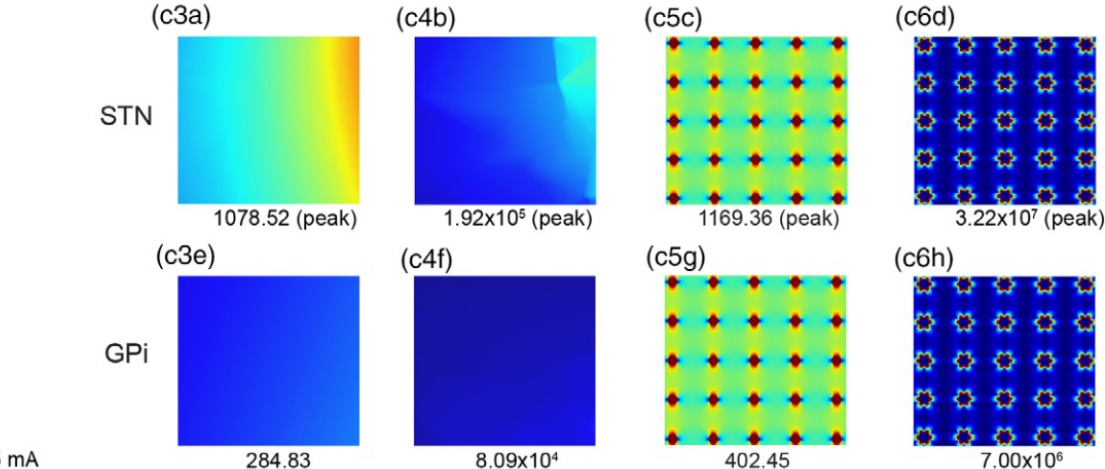 (c3a) (c4b) (c5c) (c6d)
STN
1078.52 (peak) 1.92x10⁵ (peak) 1169.36 (peak) 3.22x10⁷ (peak)
(c3e) (c4f) (c5g) (c6h)
GPi
mA 284.83 8.09x10⁴ 402.45 7.00x10⁶